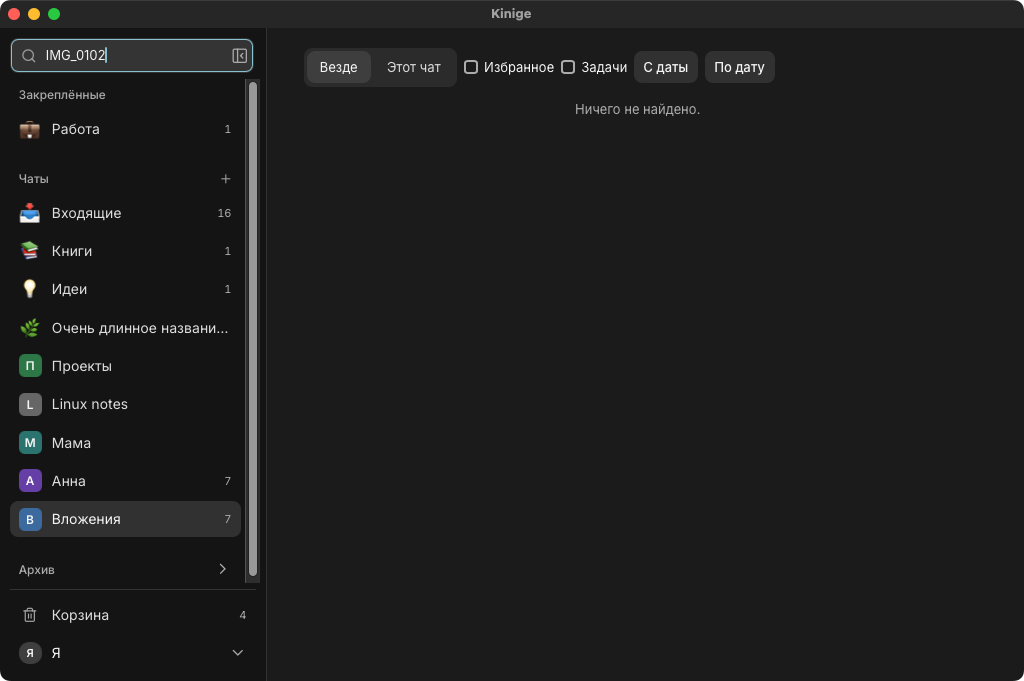 Kinige
IMG_0102
Закреплённые
Работа 1
Чаты +
Входящие 16
Книги 1
Идеи 1
Очень длинное названи...
П Проекты
L Linux notes
М Мама
А Анна 7
В Вложения 7
Архив
Корзина 4
Я Я
Везде Этот чат Избранное Задачи С даты По дату
Ничего не найдено.